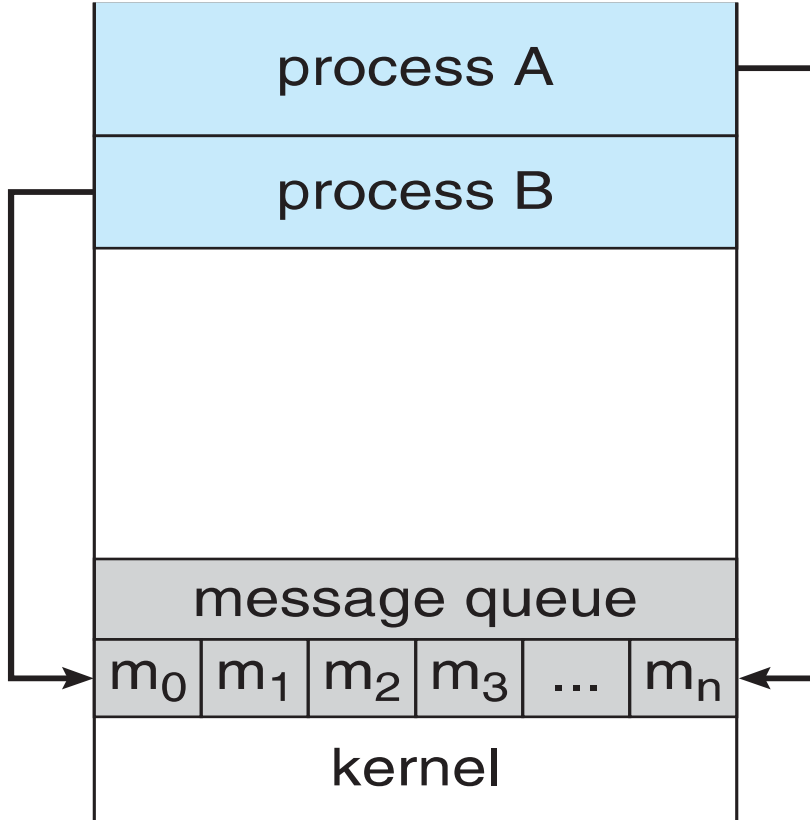 process A
process B
message queue
m₀ m₁ m₂ m₃ ... mₙ
kernel